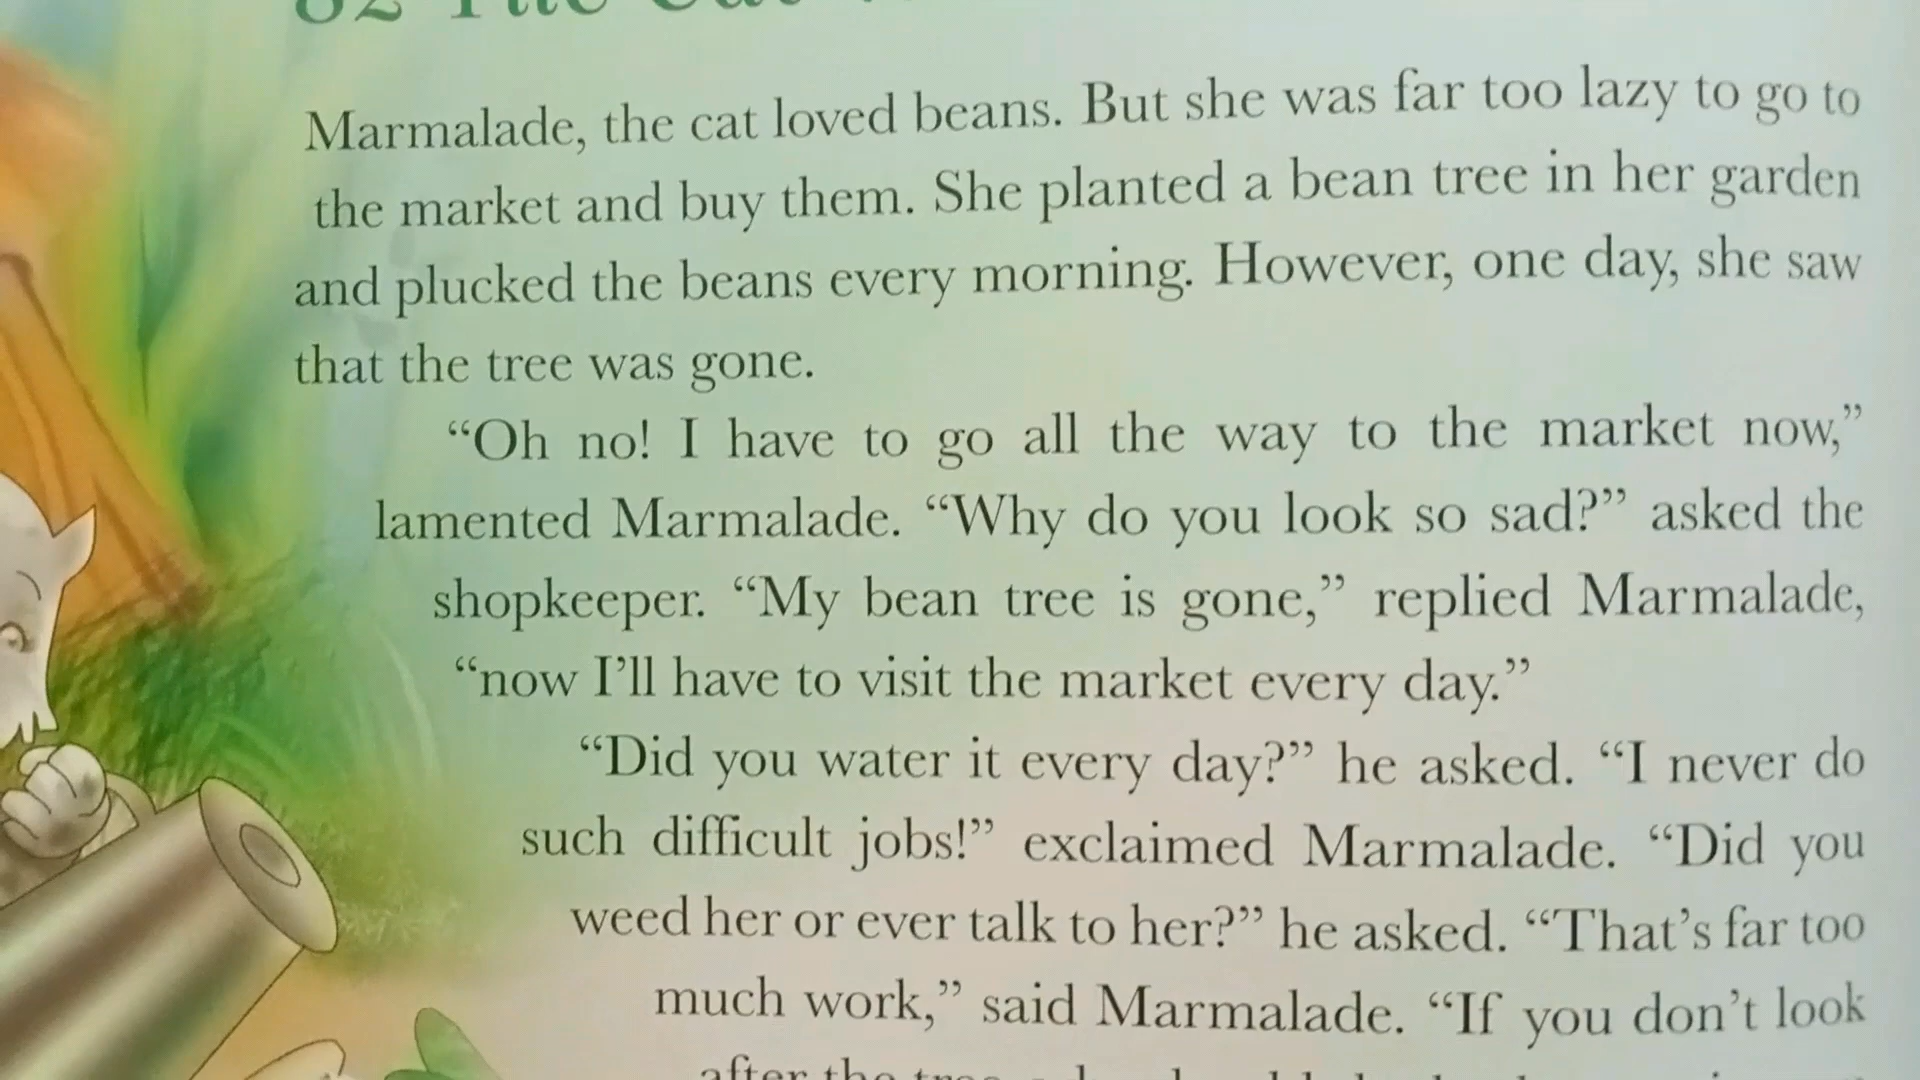 82 The Cat
Marmalade, the cat loved beans. But she was far too lazy to go to
the market and buy them. She planted a bean tree in her garden
and plucked the beans every morning. However, one day, she saw
that the tree was gone.
“Oh no! I have to go all the way to the market now,”
lamented Marmalade. “Why do you look so sad?” asked the
shopkeeper. “My bean tree is gone,” replied Marmalade,
“now I’ll have to visit the market every day.”
“Did you water it every day?” he asked. “I never do
such difficult jobs!” exclaimed Marmalade. “Did you
weed her or ever talk to her?” he asked. “That’s far too
much work,” said Marmalade. “If you don’t look
after the